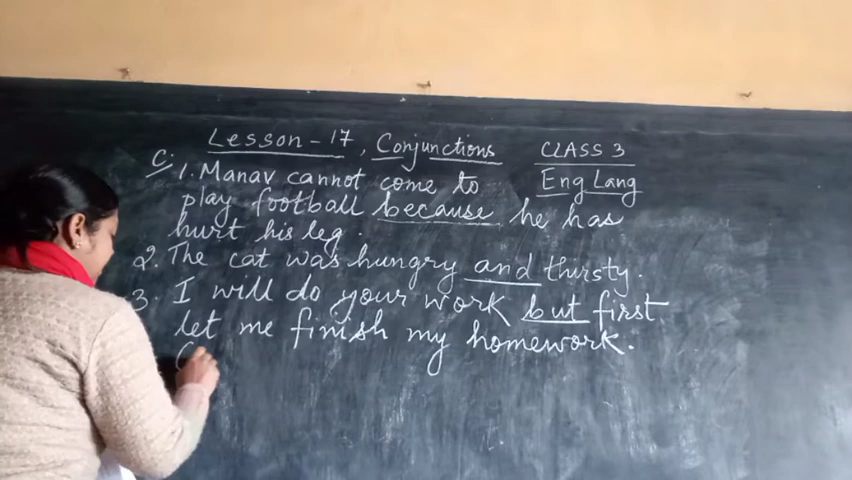 Lesson - 17, Conjunctions CLASS 3
Eng Lang
C. 1. Manav cannot come to
play football because he has
hurt his leg.
2. The cat was hungry and thirsty.
3. I will do your work but first
let me finish my homework.